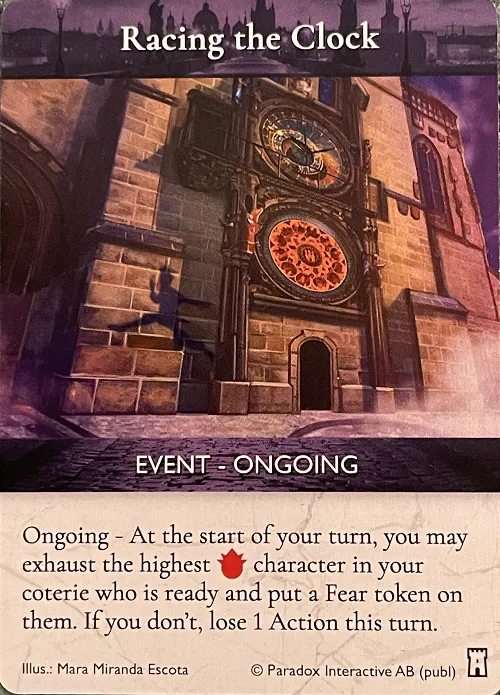 Racing the Clock
EVENT - ONGOING
Ongoing - At the start of your turn, you may
exhaust the highest character in your
coterie who is ready and put a Fear token on
them. If you don't, lose 1 Action this turn.
Illus.: Mara Miranda Escota © Paradox Interactive AB (publ)